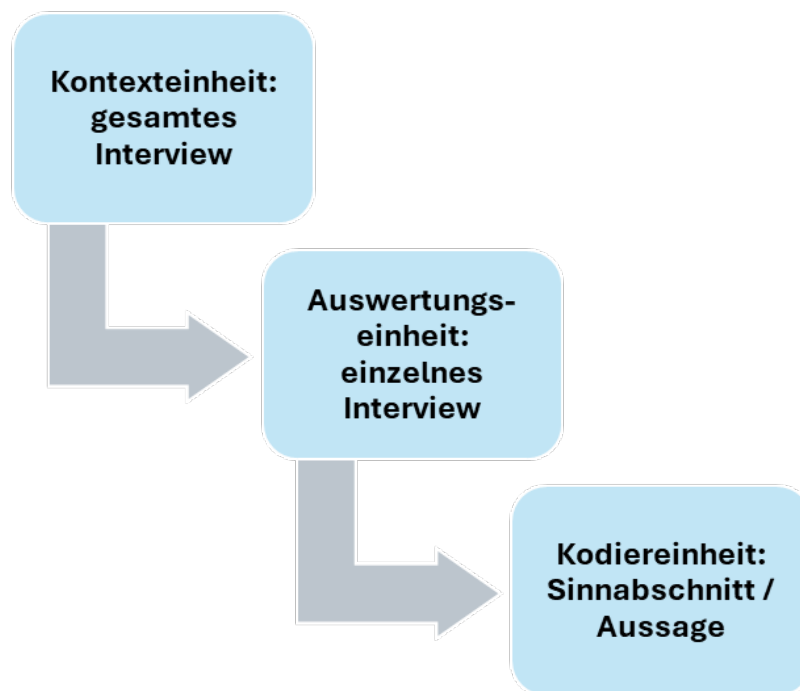 Kontexteinheit:
gesamtes
Interview
Auswertungs-
einheit:
einzelnes
Interview
Kodiereinheit:
Sinnabschnitt /
Aussage